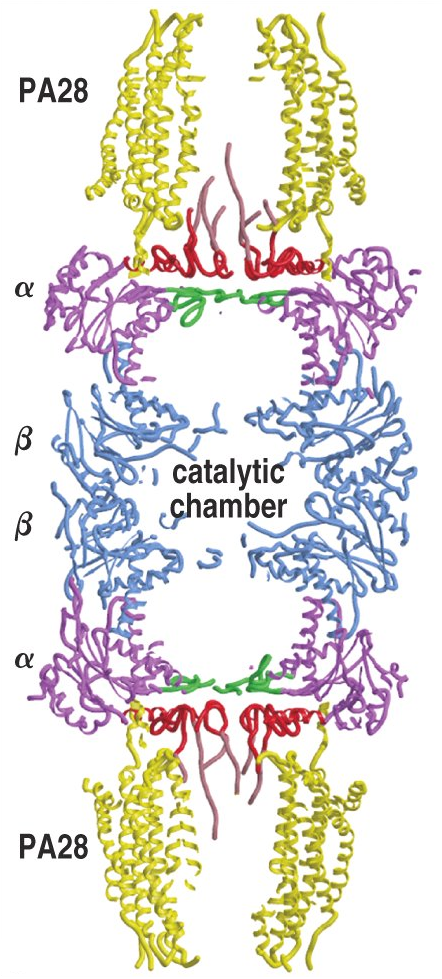 PA28
α
β
catalytic
chamber
β
α
PA28